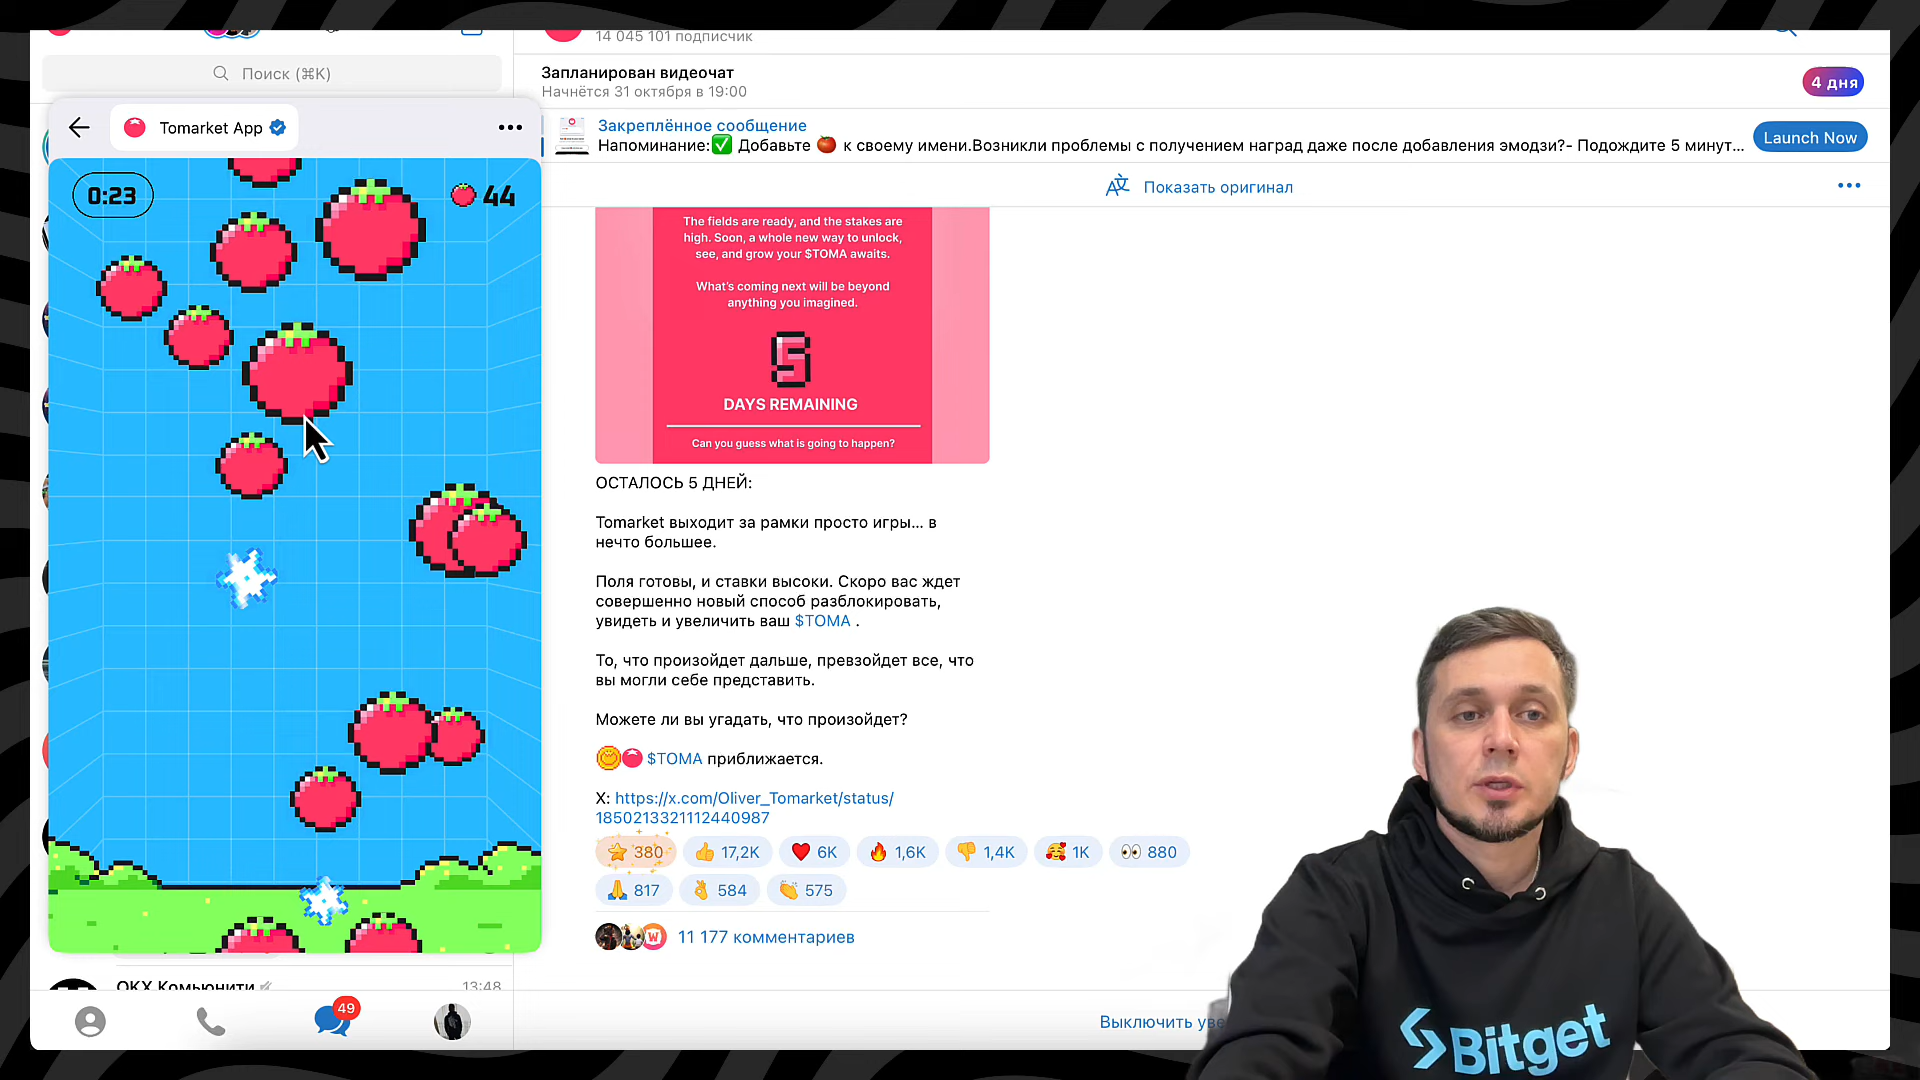 14 045 101 подписчик
Поиск (⌘K)
Запланирован видеочат
Начнётся 31 октября в 19:00
4 дня
Tomarket App
Закреплённое сообщение
Напоминание:✅ Добавьте 🍅 к своему имени.Возникли проблемы с получением наград даже после добавления эмодзи?- Подождите 5 минут...
Launch Now
Показать оригинал
0:23
44
The fields are ready, and the stakes are
high. Soon, a whole new way to unlock,
see, and grow your $TOMA awaits.
What's coming next will be beyond
anything you imagined.
5
DAYS REMAINING
Can you guess what is going to happen?
ОСТАЛОСЬ 5 ДНЕЙ:
Tomarket выходит за рамки просто игры... в
нечто большее.
Поля готовы, и ставки высоки. Скоро вас ждет
совершенно новый способ разблокировать,
увидеть и увеличить ваш $TOMA .
То, что произойдет дальше, превзойдет все, что
вы могли себе представить.
Можете ли вы угадать, что произойдет?
$TOMA приближается.
X: https://x.com/Oliver_Tomarket/status/
1850213321112440987
380 17,2K 6K 1,6K 1,4K 1K 880
817 584 575
11 177 комментариев
OKX Комьюнити
13:48
49
Выключить уве
Bitget